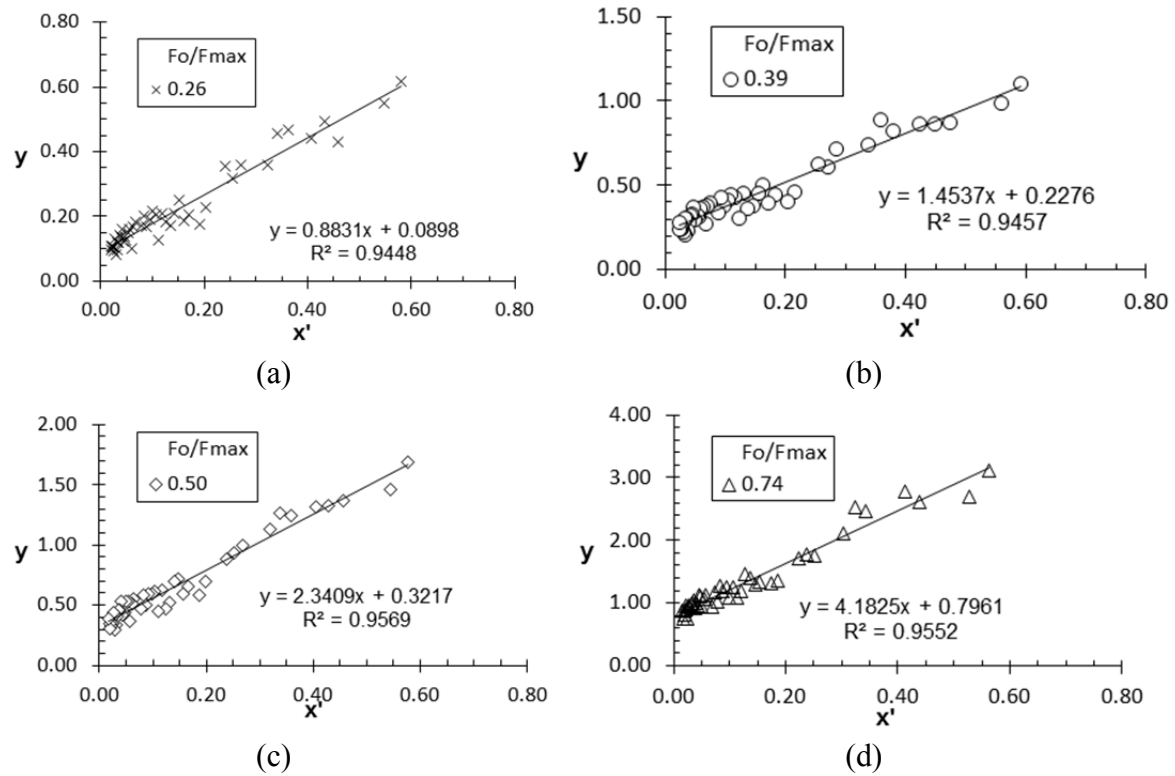 0.80
0.60
y
0.40
0.20
0.00
Fo/Fmax
0.26
y = 0.8831x + 0.0898
R² = 0.9448
0.00 0.20 0.40 0.60 0.80
x'
(a)
1.50
1.00
y
0.50
0.00
Fo/Fmax
0.39
y = 1.4537x + 0.2276
R² = 0.9457
0.00 0.20 0.40 0.60 0.80
x'
(b)
2.00
1.50
y
1.00
0.50
0.00
Fo/Fmax
0.50
y = 2.3409x + 0.3217
R² = 0.9569
0.00 0.20 0.40 0.60 0.80
x'
(c)
4.00
3.00
y
2.00
1.00
0.00
Fo/Fmax
0.74
y = 4.1825x + 0.7961
R² = 0.9552
0.00 0.20 0.40 0.60 0.80
x'
(d)